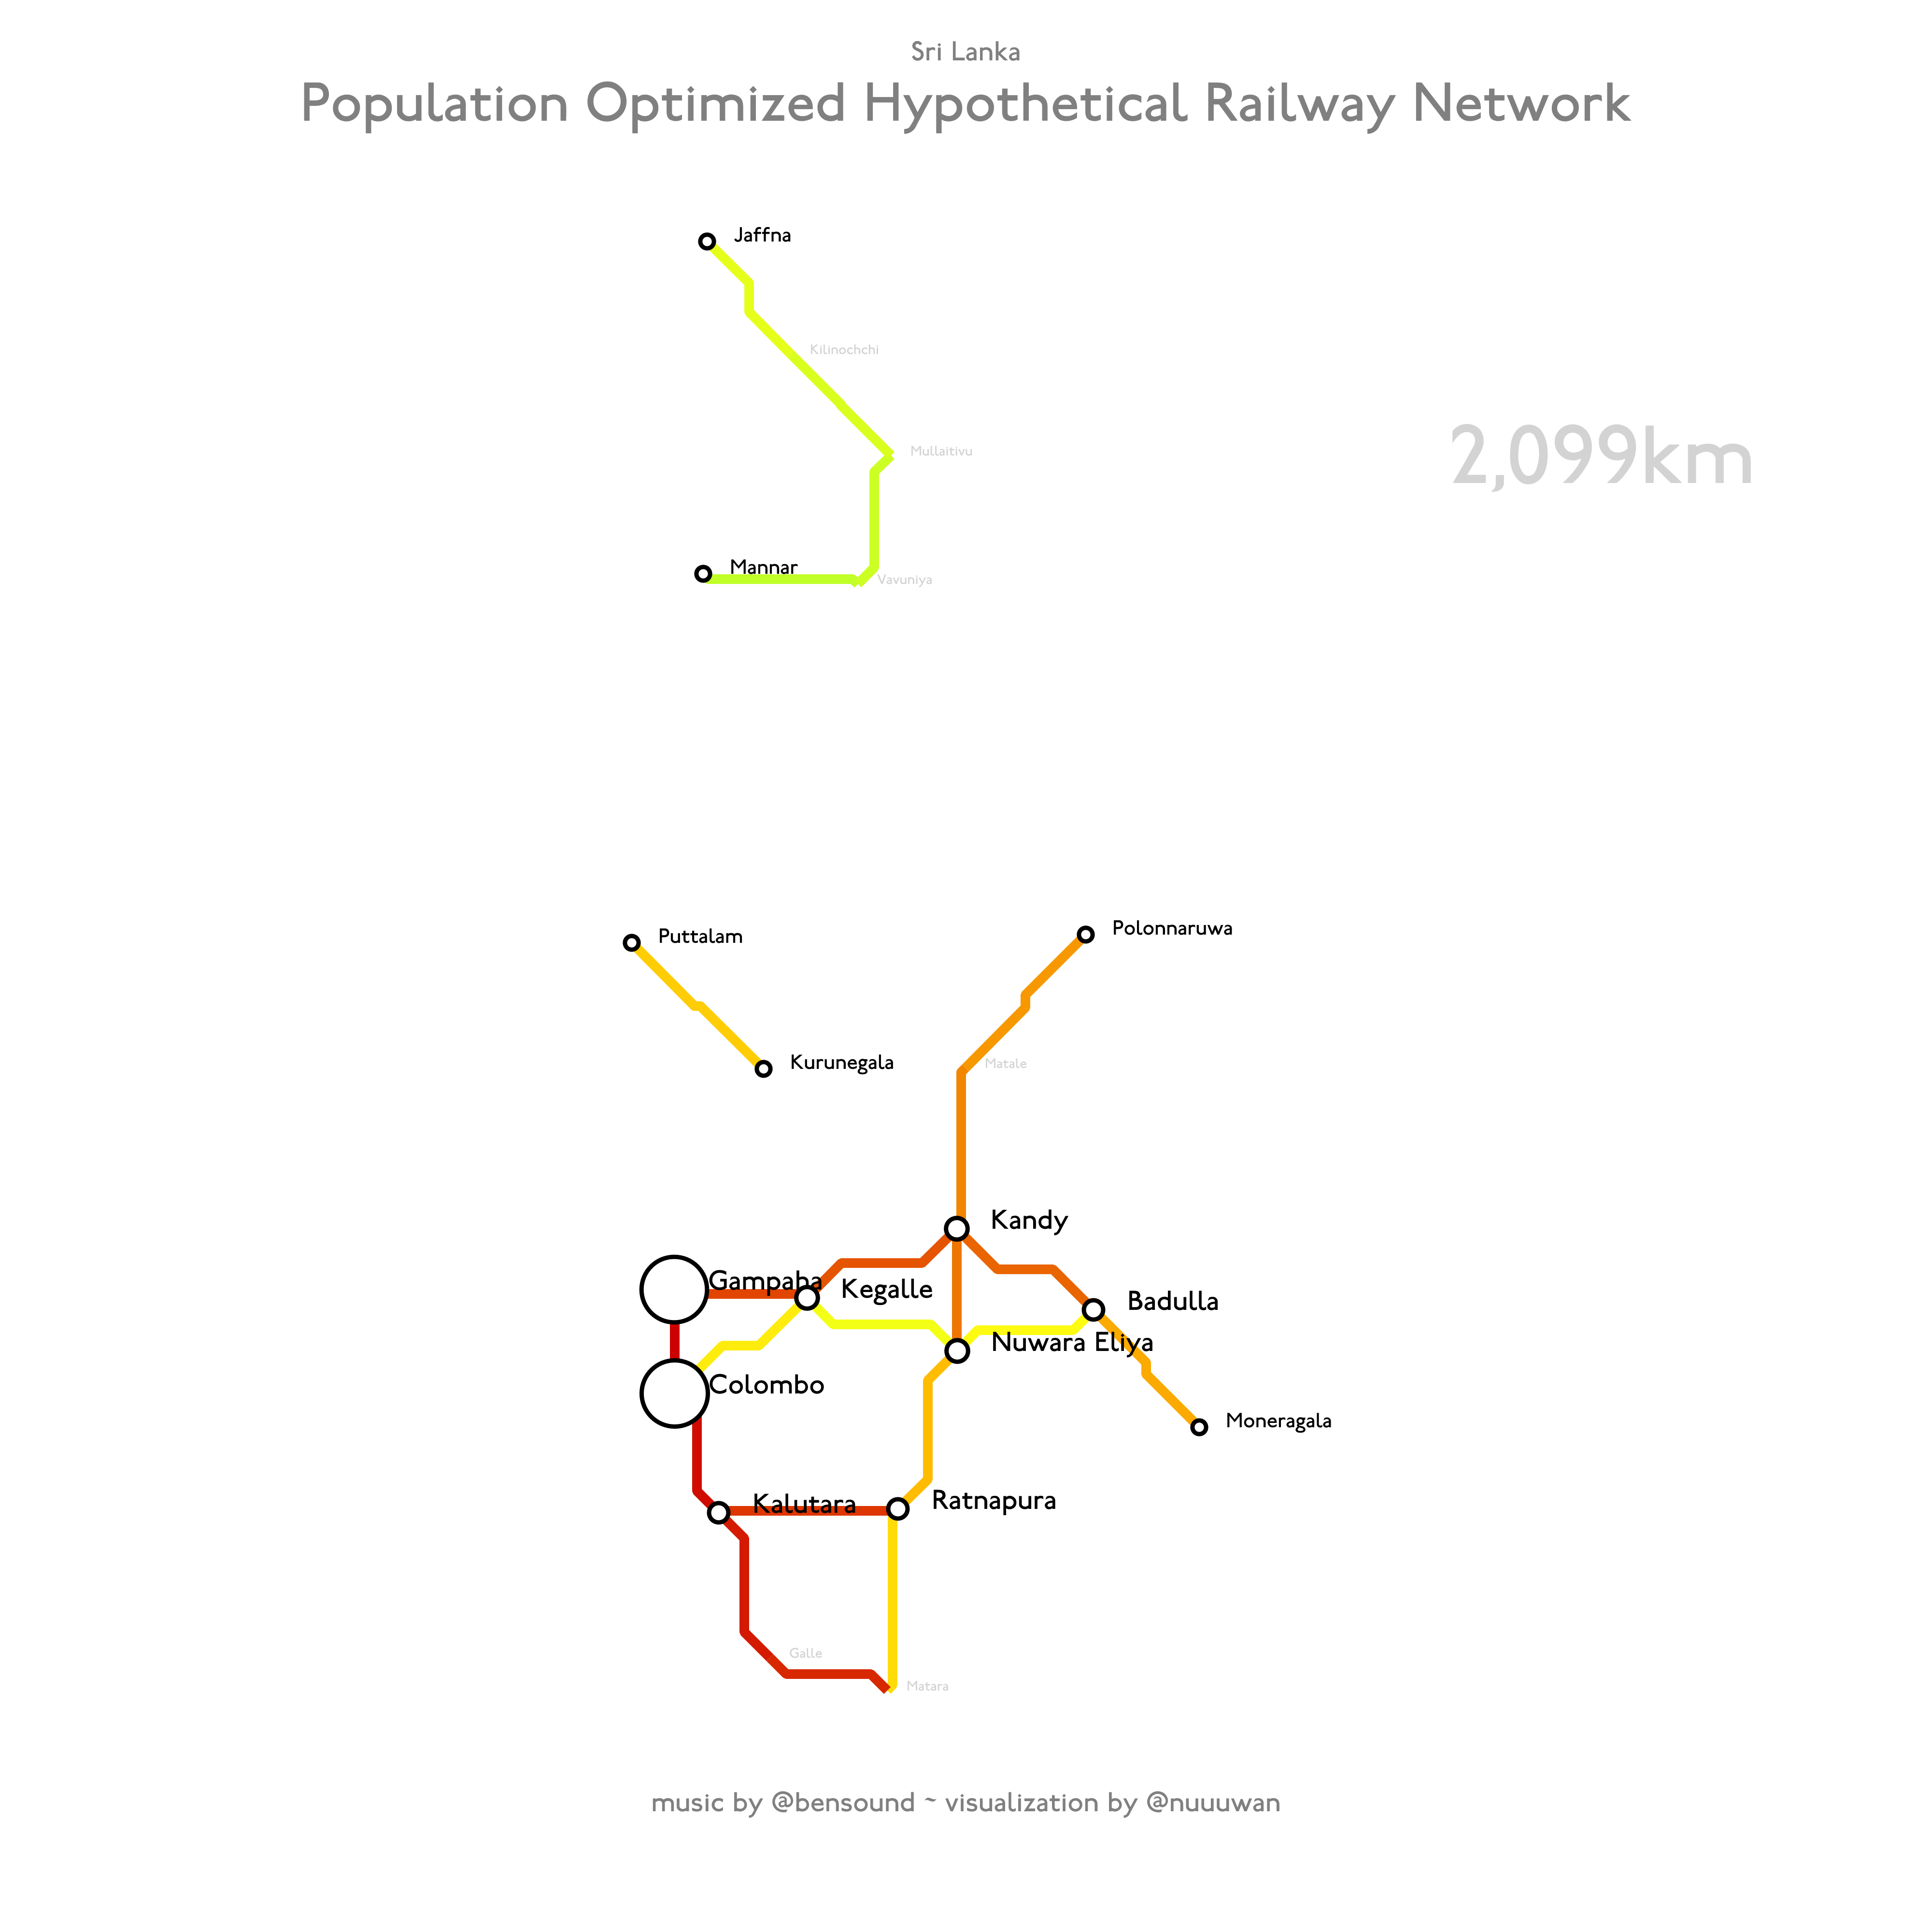 Sri Lanka
Population Optimized Hypothetical Railway Network
Jaffna
Kilinochchi
2,099km
Mullaitivu
Mannar
Vavuniya
Puttalam
Polonnaruwa
Kurunegala
Matale
Kandy
Gampaha
Kegalle
Badulla
Nuwara Eliya
Colombo
Moneragala
Kalutara
Ratnapura
Galle
Matara
music by @bensound ~ visualization by @nuuuwan